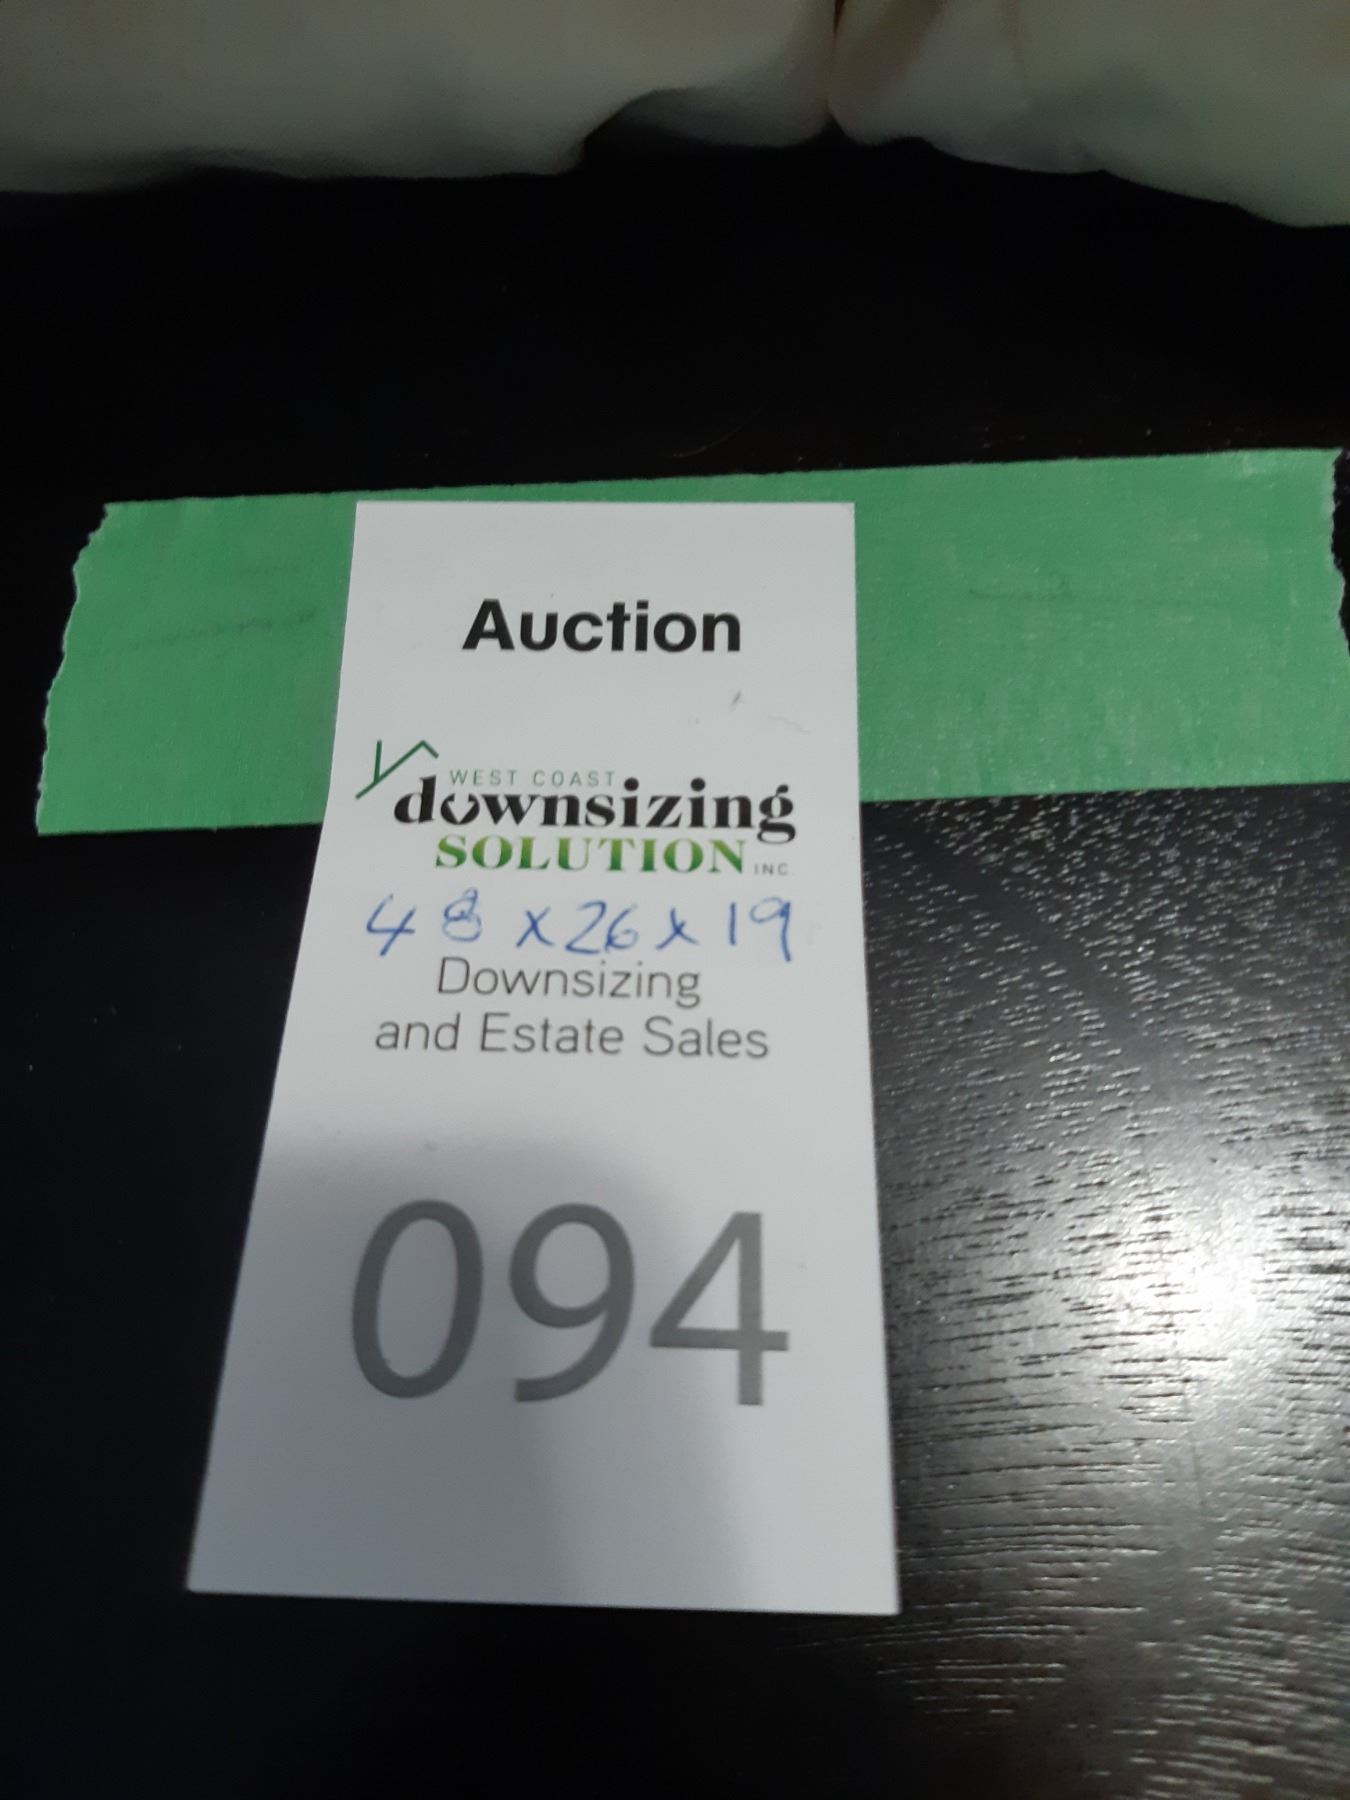 Auction
WEST COAST
downsizing
SOLUTION INC.
48 x 26 x 19
Downsizing
and Estate Sales
094